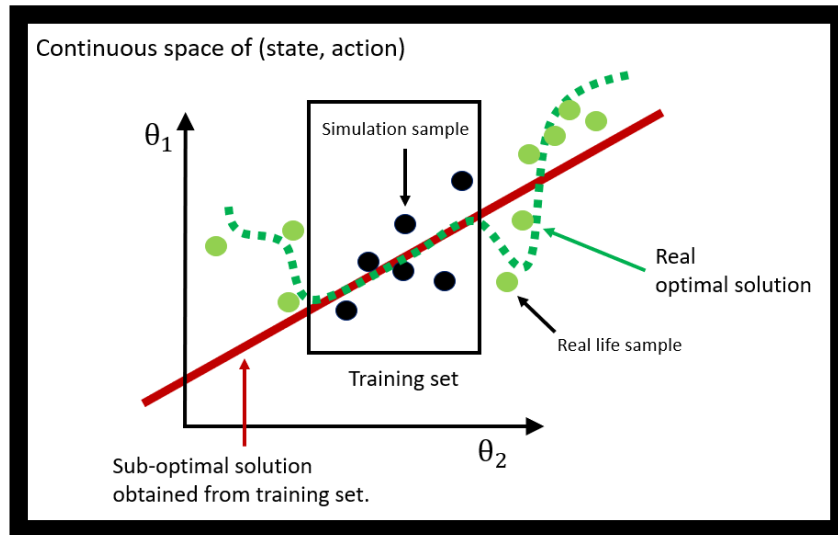 Continuous space of (state, action)
θ1
Simulation sample
Real
optimal solution
Real life sample
Training set
θ2
Sub-optimal solution
obtained from training set.